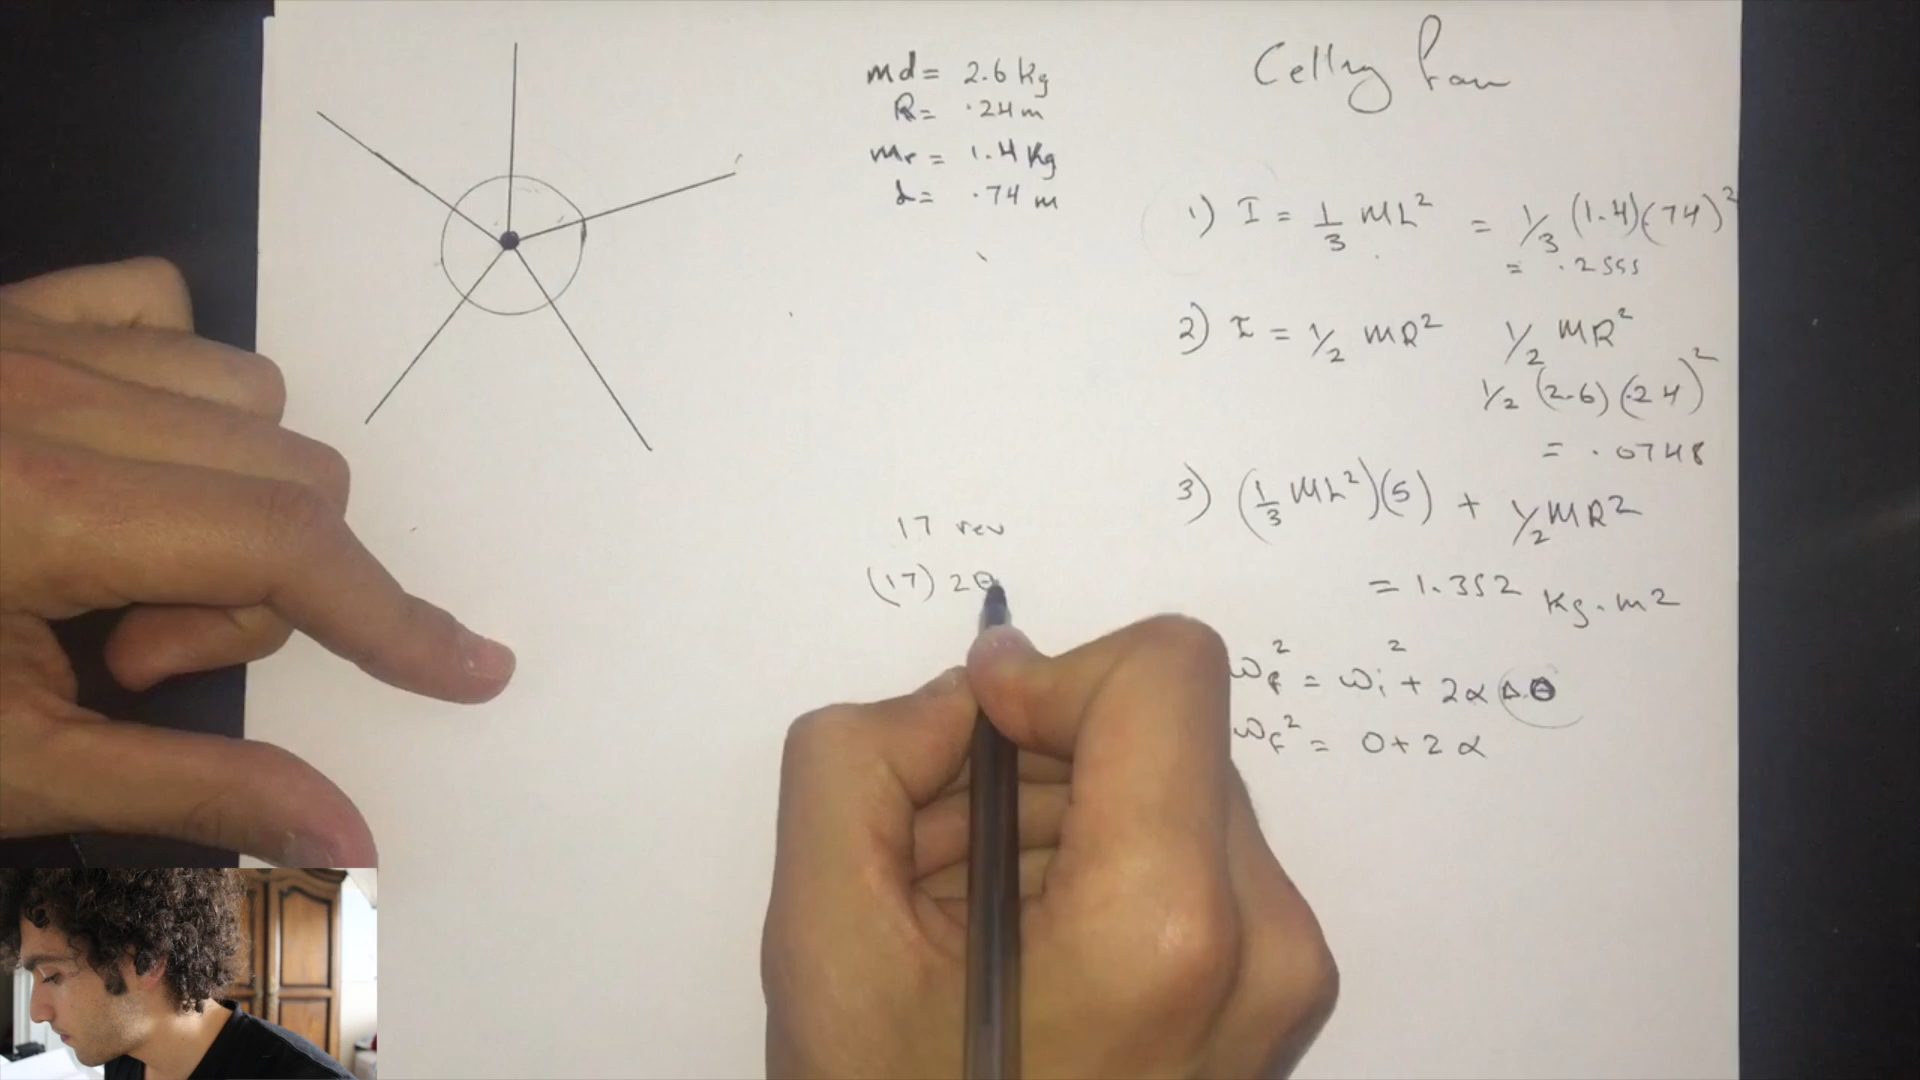 md = 2.6 kg
R = .24 m
mr = 1.4 kg
L = .74 m
Ceiling Fan
1) I = 1/3 ML² = 1/3 (1.4)(.74)²
= .2555
2) I = 1/2 MR² 1/2 MR²
1/2 (2.6) (.24)²
= .0748
3) (1/3 ML²)(5) + 1/2 MR²
= 1.352 kg.m2
17 rev
(17) 2
ωf² = ωi² + 2α Δθ
ωf² = 0 + 2 α